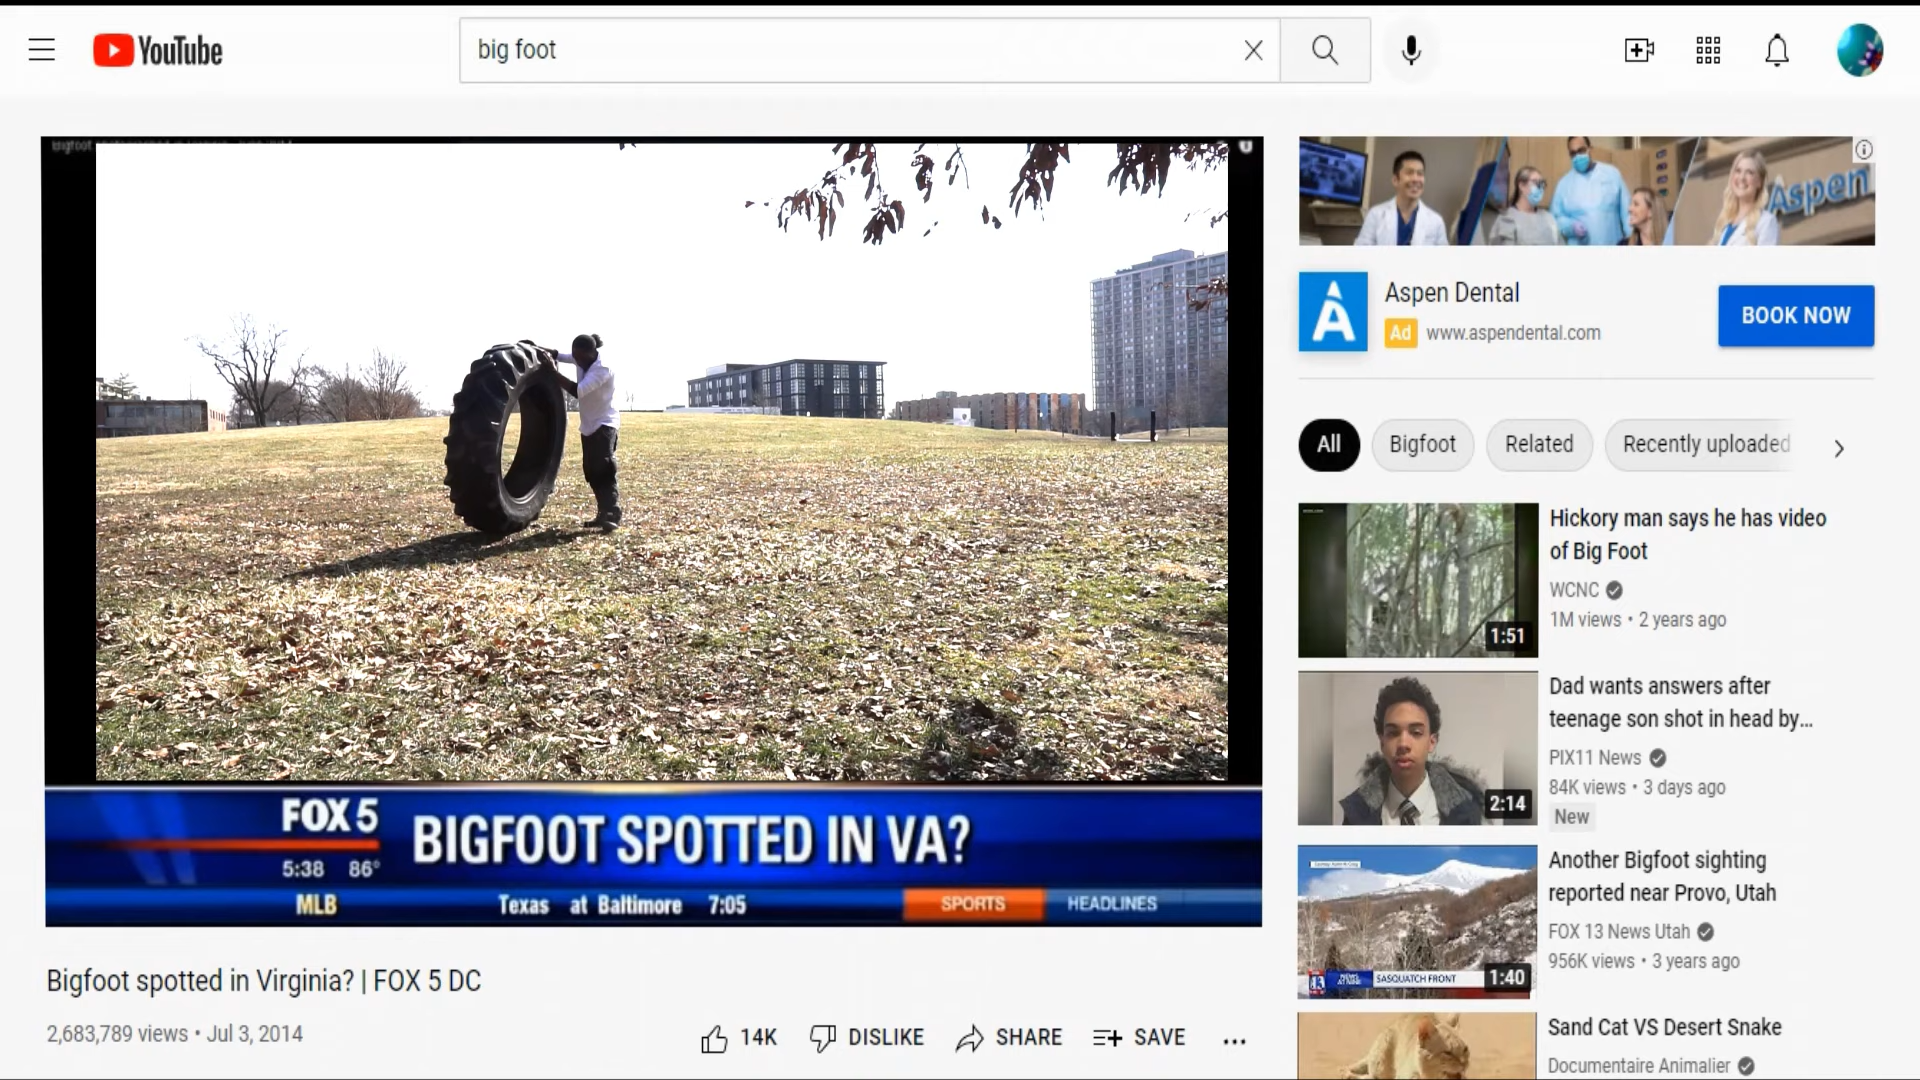 YouTube
big foot
FOX 5
BIGFOOT SPOTTED IN VA?
5:38 86°
MLB Texas at Baltimore 7:05 SPORTS HEADLINES
Bigfoot spotted in Virginia? | FOX 5 DC
2,683,789 views • Jul 3, 2014
14K DISLIKE SHARE SAVE
Aspen
Aspen Dental
Ad www.aspendental.com
BOOK NOW
All Bigfoot Related Recently uploaded
1:51
Hickory man says he has video
of Big Foot
WCNC
1M views • 2 years ago
2:14
Dad wants answers after
teenage son shot in head by...
PIX11 News
84K views • 3 days ago
New
SASQUATCH FRONT
1:40
Another Bigfoot sighting
reported near Provo, Utah
FOX 13 News Utah
956K views • 3 years ago
Sand Cat VS Desert Snake
Documentaire Animalier